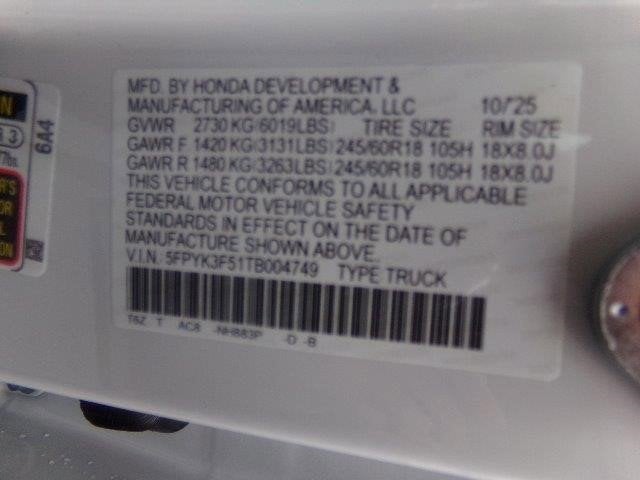 MFD. BY HONDA DEVELOPMENT &
MANUFACTURING OF AMERICA, LLC 10/'25
GVWR 2730 KG(6019LBS) TIRE SIZE RIM SIZE
GAWR F 1420 KG(3131LBS) 245/60R18 105H 18X8.0J
GAWR R 1480 KG(3263LBS) 245/60R18 105H 18X8.0J
THIS VEHICLE CONFORMS TO ALL APPLICABLE
FEDERAL MOTOR VEHICLE SAFETY
STANDARDS IN EFFECT ON THE DATE OF
MANUFACTURE SHOWN ABOVE.
V.I.N.: 5FPYK3F51TB004749 TYPE TRUCK
T6Z T AC8 -NH883P -D -B
6A4